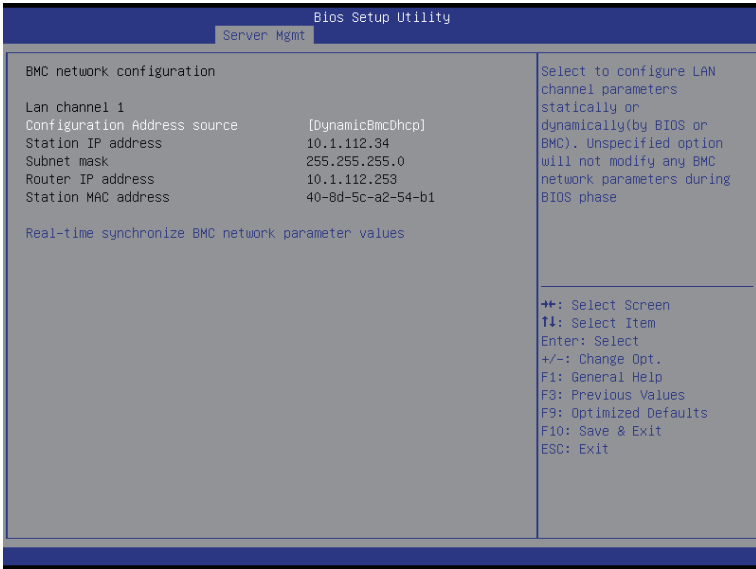 Bios Setup Utility
Server Mgmt
BMC network configuration
Lan channel 1
Configuration Address source [DynamicBmcDhcp]
Station IP address 10.1.112.34
Subnet mask 255.255.255.0
Router IP address 10.1.112.253
Station MAC address 40-8d-5c-a2-54-b1
Real-time synchronize BMC network parameter values
Select to configure LAN
channel parameters
statically or
dynamically(by BIOS or
BMC). Unspecified option
will not modify any BMC
network parameters during
BIOS phase
→←: Select Screen
↑↓: Select Item
Enter: Select
+/-: Change Opt.
F1: General Help
F3: Previous Values
F9: Optimized Defaults
F10: Save & Exit
ESC: Exit